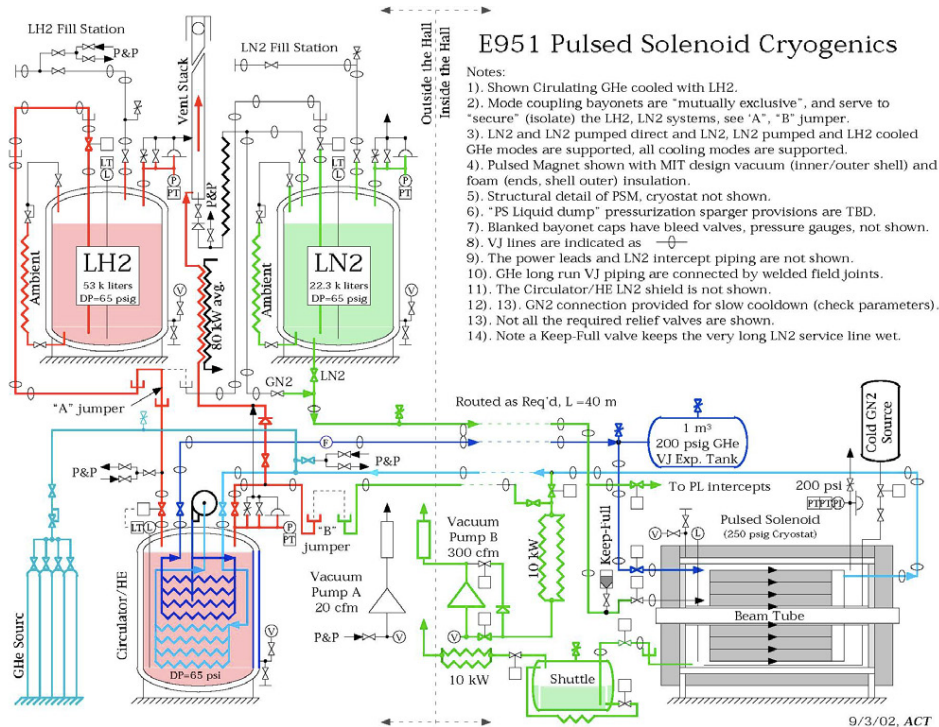 LH2 Fill Station
P&P
Vent Stack
LN2 Fill Station
Outside the Hall
Inside the Hall
E951 Pulsed Solenoid Cryogenics
Notes:
1). Shown Cirulating GHe cooled with LH2.
2). Mode coupling bayonets are "mutually exclusive", and serve to
"secure" (isolate) the LH2, LN2 systems, see 'A", "B" jumper.
3). LN2 and LN2 pumped direct and LN2, LN2 pumped and LH2 cooled
GHe modes are supported, all cooling modes are supported.
4). Pulsed Magnet shown with MIT design vacuum (inner/outer shell) and
foam (ends, shell outer) insulation.
5). Structural detail of PSM, cryostat not shown.
6). "PS Liquid dump" pressurization sparger provisions are TBD.
7). Blanked bayonet caps have bleed valves, pressure gauges, not shown.
8). VJ lines are indicated as
9). The power leads and LN2 intercept piping are not shown.
10). GHe long run VJ piping are connected by welded field joints.
11). The Circulator/HE LN2 shield is not shown.
12). 13). GN2 connection provided for slow cooldown (check parameters).
13). Not all the required relief valves are shown.
14). Note a Keep-Full valve keeps the very long LN2 service line wet.
LT
L
P
PT
P&P
LT
L
P
PT
Ambient
LH2
53 k liters
DP=65 psig
V
80 kW avg.
Ambient
LN2
22.3 k liters
DP=65 psig
V
GN2
LN2
"A" jumper
Routed as Req'd, L =40 m
1 m³
200 psig GHe
VJ Exp. Tank
Cold GN2
Source
F
P&P
P&P
To PL intercepts
200 psi
PT
PT
P
LT
L
P
PT
"B"
jumper
Vacuum
Pump B
300 cfm
10 kW
Keep-Full
Pulsed Solenoid
(250 psig Cryostat)
V
L
Vacuum
Pump A
20 cfm
Beam Tube
GHe Sourc
Circulator/HE
P&P
V
V
V
DP=65 psi
10 kW
Shuttle
9/3/02, ACT